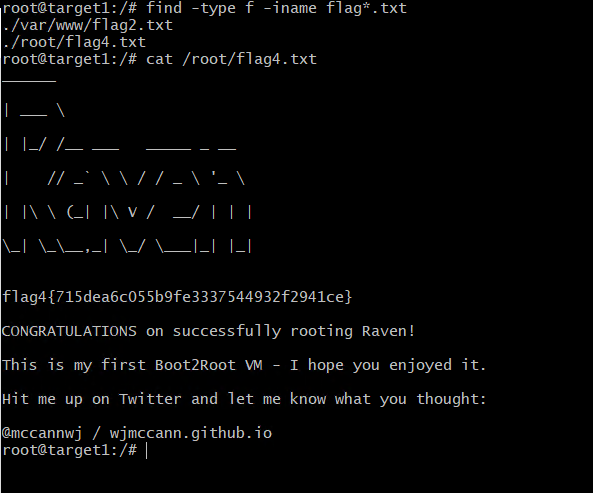 root@target1:/# find -type f -iname flag*.txt
./var/www/flag2.txt
./root/flag4.txt
root@target1:/# cat /root/flag4.txt
______
| ___ \
| |_/ /__ ___   _____ _ __
|    // _` \ \ / / _ \ '_ \
| |\ \ (_| |\ V /  __/ | | |
\_| \_\__,_| \_/ \___|_| |_|
flag4{715dea6c055b9fe3337544932f2941ce}
CONGRATULATIONS on successfully rooting Raven!
This is my first Boot2Root VM - I hope you enjoyed it.
Hit me up on Twitter and let me know what you thought:
@mccannwj / wjmccann.github.io
root@target1:/#